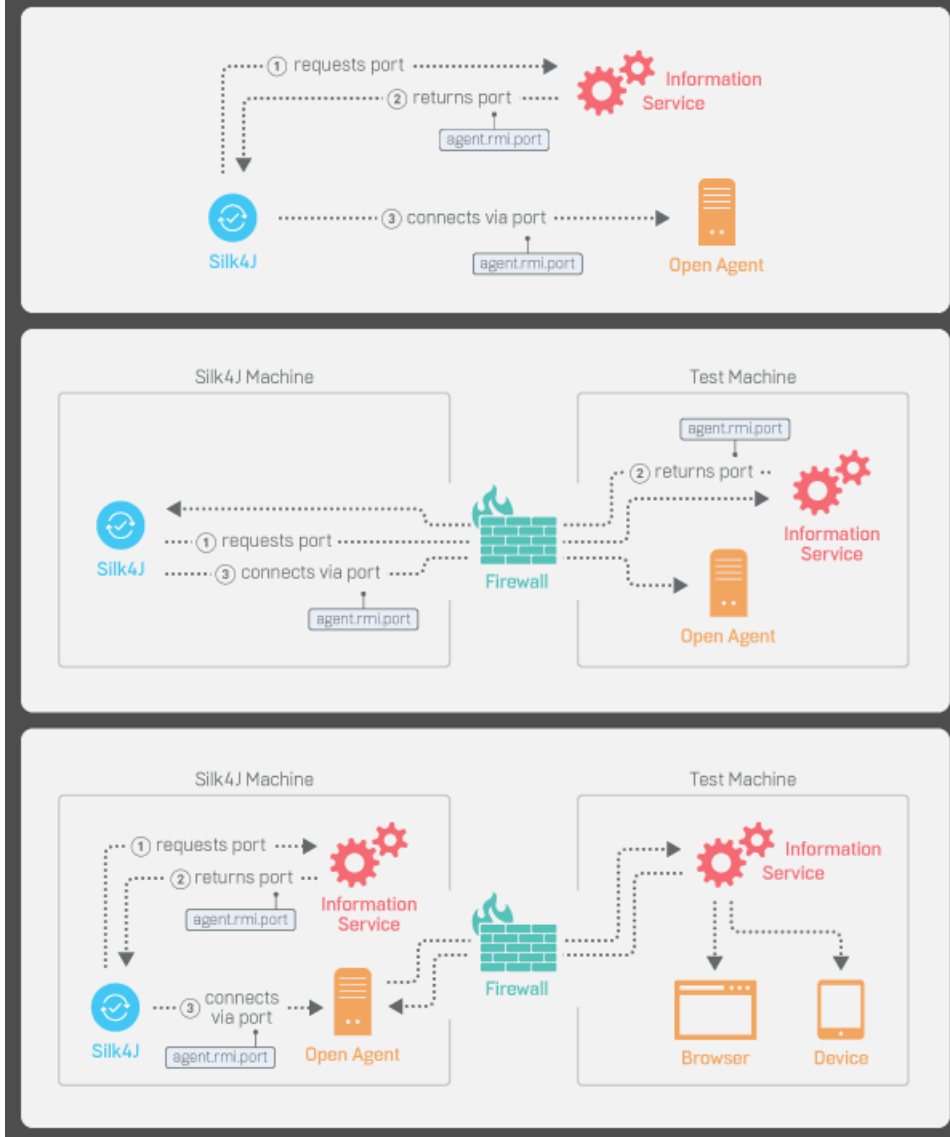 1 requests port
Information
Service
2 returns port
agent.rmi.port
3 connects via port
agent.rmi.port
Silk4J
Open Agent
Silk4J Machine
Test Machine
agent.rmi.port
2 returns port
1 requests port
Silk4J
3 connects via port
agent.rmi.port
Firewall
Information
Service
Open Agent
Silk4J Machine
Test Machine
1 requests port
2 returns port
agent.rmi.port
Information
Service
Information
Service
Firewall
3 connects
via port
agent.rmi.port
Silk4J
Open Agent
Browser
Device